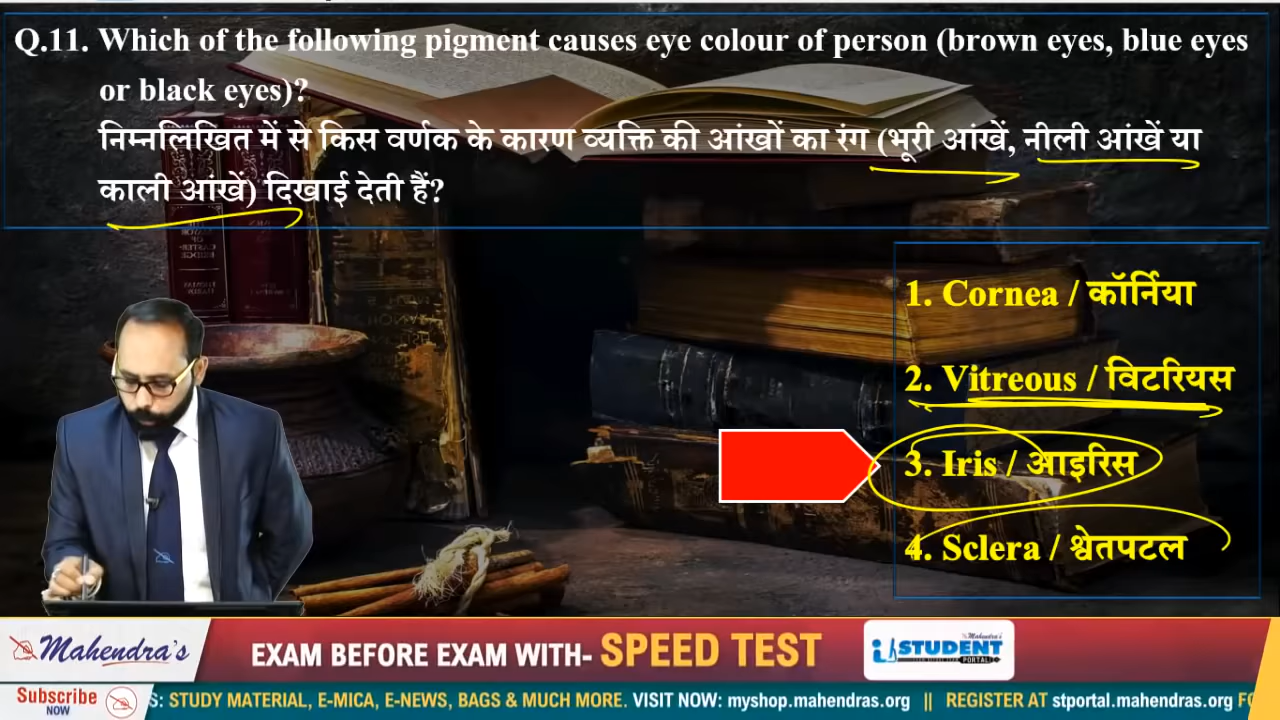 Q.11. Which of the following pigment causes eye colour of person (brown eyes, blue eyes
or black eyes)?
निम्नलिखित में से किस वर्णक के कारण व्यक्ति की आंखों का रंग (भूरी आंखें, नीली आंखें या
काली आंखें) दिखाई देती हैं?
1. Cornea / कॉर्निया
2. Vitreous / विटरियस
3. Iris / आइरिस
4. Sclera / श्वेतपटल
Mahendra's
EXAM BEFORE EXAM WITH- SPEED TEST
STUDENT
PORTAL
Subscribe
NOW
S: STUDY MATERIAL, E-MICA, E-NEWS, BAGS & MUCH MORE. VISIT NOW: myshop.mahendras.org || REGISTER AT stportal.mahendras.org